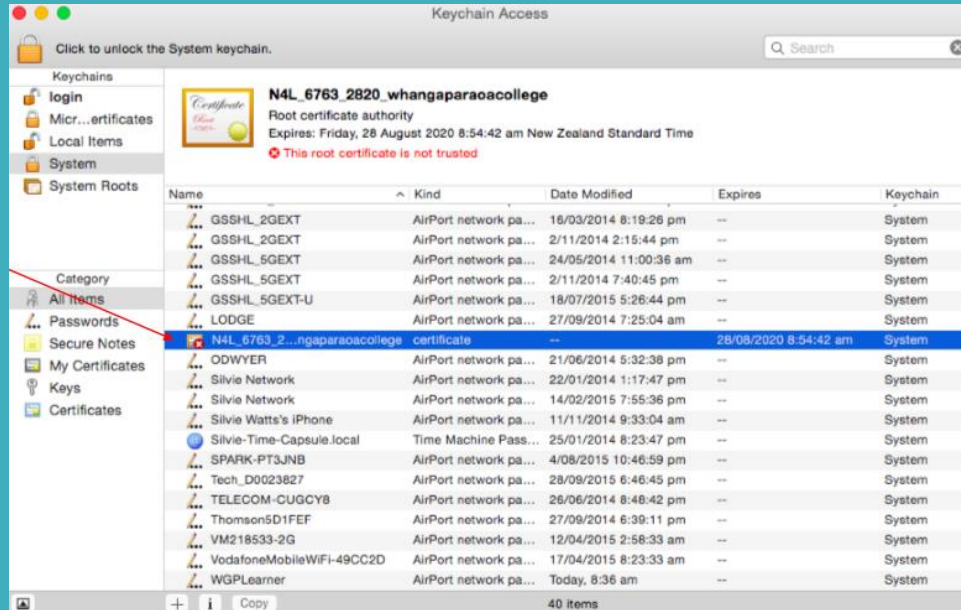 Keychain Access
Click to unlock the System keychain.
Search
Keychains
login
Micr...ertificates
Local Items
System
System Roots
Category
All Items
Passwords
Secure Notes
My Certificates
Keys
Certificates
Certificate
Root
N4L_6763_2820_whangaparaoacollege
Root certificate authority
Expires: Friday, 28 August 2020 8:54:42 am New Zealand Standard Time
This root certificate is not trusted
Name Kind Date Modified Expires Keychain
GSSHL_2GEXT AirPort network pa... 16/03/2014 8:19:26 pm -- System
GSSHL_2GEXT AirPort network pa... 2/11/2014 2:15:44 pm -- System
GSSHL_5GEXT AirPort network pa... 24/05/2014 11:00:36 am -- System
GSSHL_5GEXT AirPort network pa... 2/11/2014 7:40:45 pm -- System
GSSHL_5GEXT-U AirPort network pa... 18/07/2015 5:26:44 pm -- System
LODGE AirPort network pa... 27/09/2014 7:25:04 am -- System
N4L_6763_2...ngaparaoacollege certificate -- 28/08/2020 8:54:42 am System
ODWYER AirPort network pa... 21/06/2014 5:32:38 pm -- System
Silvie Network AirPort network pa... 22/01/2014 1:17:47 pm -- System
Silvie Network AirPort network pa... 14/02/2015 7:55:36 pm -- System
Silvie Watts's iPhone AirPort network pa... 11/11/2014 9:33:04 am -- System
Silvie-Time-Capsule.local Time Machine Pass... 25/01/2014 8:23:47 pm -- System
SPARK-PT3JNB AirPort network pa... 4/08/2015 10:46:59 pm -- System
Tech_D0023827 AirPort network pa... 28/09/2015 6:46:45 pm -- System
TELECOM-CUGCY8 AirPort network pa... 26/06/2014 8:48:42 pm -- System
Thomson5D1FEF AirPort network pa... 27/09/2014 6:39:11 pm -- System
VM218533-2G AirPort network pa... 12/04/2015 2:58:33 am -- System
VodafoneMobileWiFi-49CC2D AirPort network pa... 17/04/2015 8:23:33 am -- System
WGPLearner AirPort network pa... Today, 8:36 am -- System
+ i Copy 40 items